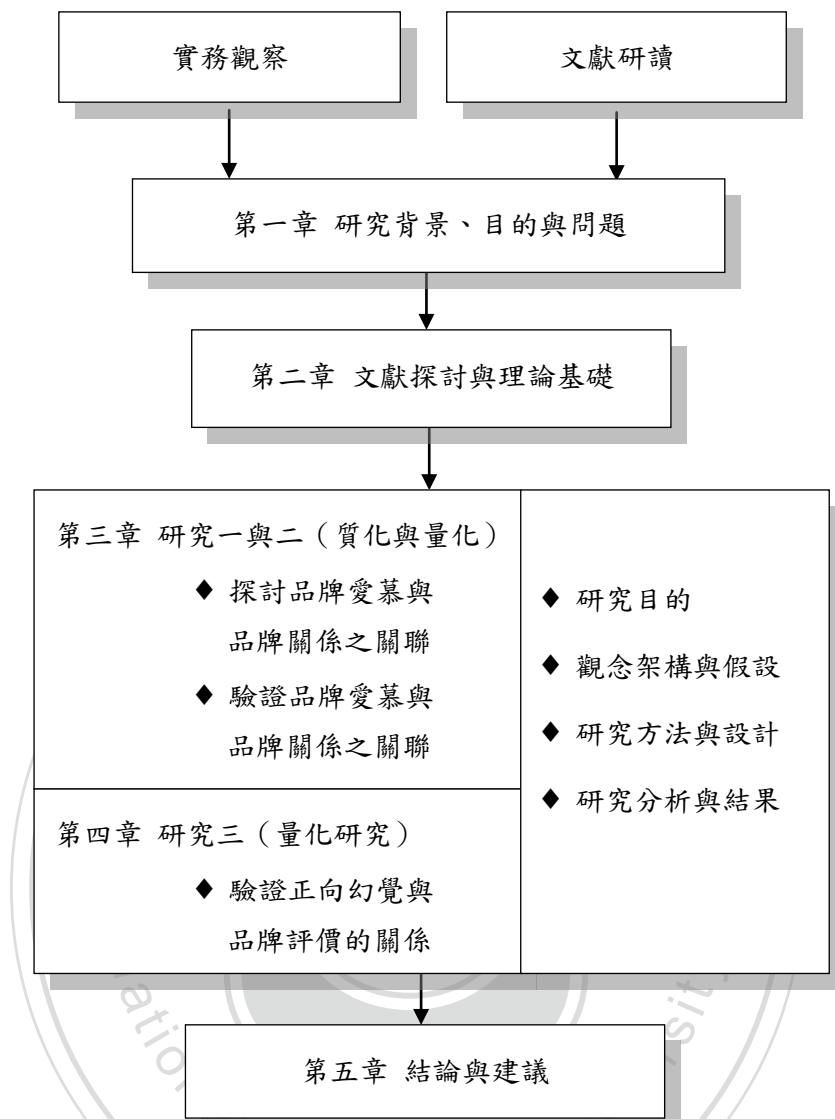 實務觀察
文獻研讀
第一章 研究背景、目的與問題
第二章 文獻探討與理論基礎
第三章 研究一與二（質化與量化）
◆ 探討品牌愛慕與
品牌關係之關聯
◆ 驗證品牌愛慕與
品牌關係之關聯
第四章 研究三（量化研究）
◆ 驗證正向幻覺與
品牌評價的關係
◆ 研究目的
◆ 觀念架構與假設
◆ 研究方法與設計
◆ 研究分析與結果
第五章 結論與建議